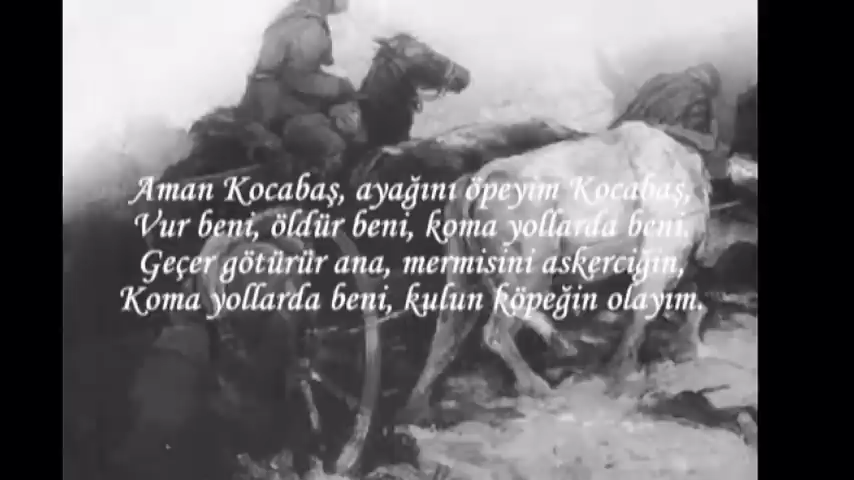 Aman Kocabaş, ayağını öpeyim Kocabaş,
Vur beni, öldür beni, koma yollarda beni.
Geçer götürür ana, mermisini askerciğin,
Koma yollarda beni, kulun köpeğin olayım.